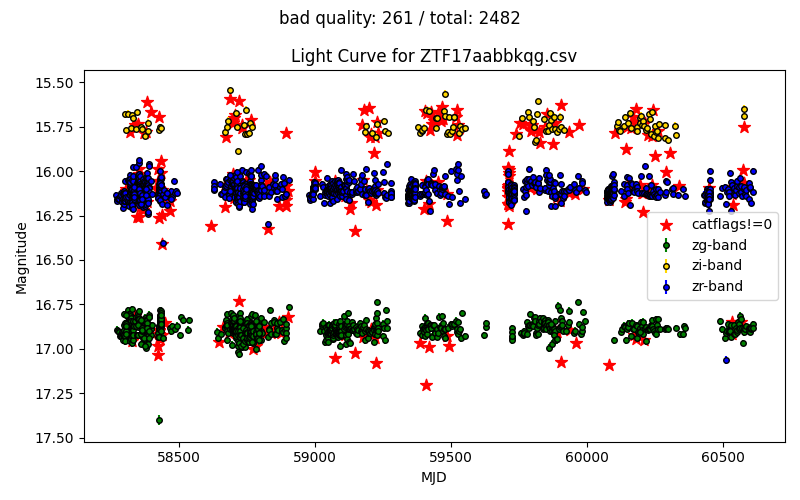 bad quality: 261 / total: 2482
Light Curve for ZTF17aabbkqg.csv
15.50
15.75
16.00
16.25
16.50
16.75
17.00
17.25
17.50
Magnitude
catflags!=0
zg-band
zi-band
zr-band
58500
59000
59500
60000
60500
MJD